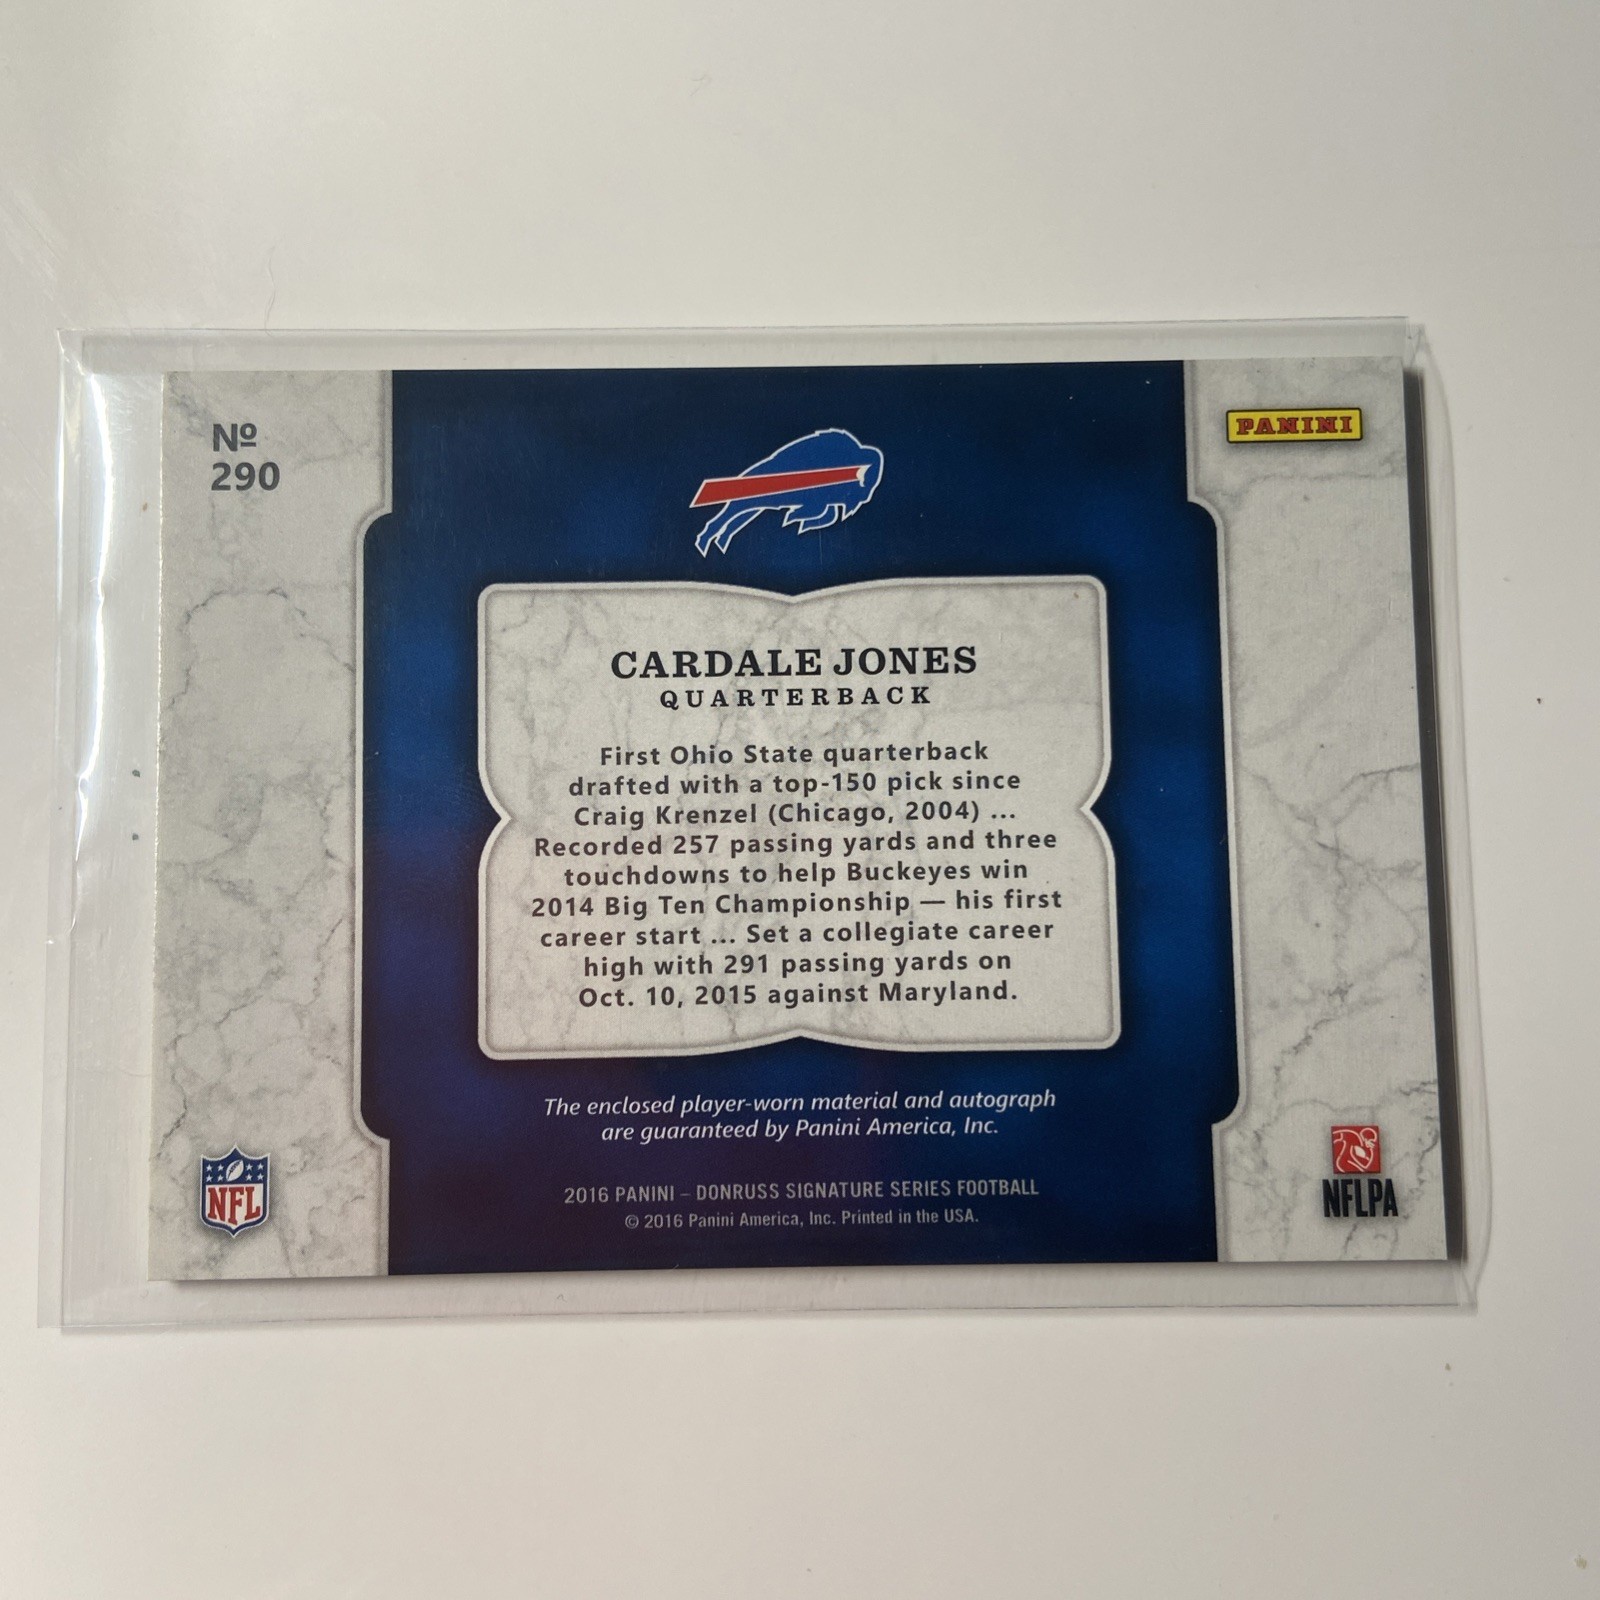 Nº
290
PANINI
CARDALE JONES
QUARTERBACK
First Ohio State quarterback
drafted with a top-150 pick since
Craig Krenzel (Chicago, 2004) ...
Recorded 257 passing yards and three
touchdowns to help Buckeyes win
2014 Big Ten Championship — his first
career start ... Set a collegiate career
high with 291 passing yards on
Oct. 10, 2015 against Maryland.
The enclosed player-worn material and autograph
are guaranteed by Panini America, Inc.
2016 PANINI – DONRUSS SIGNATURE SERIES FOOTBALL
© 2016 Panini America, Inc. Printed in the USA.
NFL
NFLPA